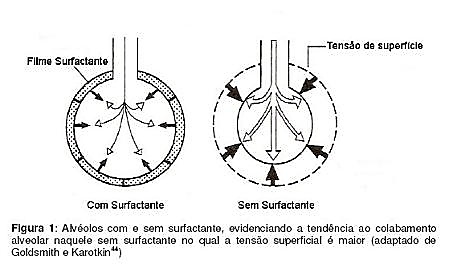 Tensão de superfície
Filme Surfactante
Com Surfactante
Sem Surfactante
Figura 1: Alvéolos com e sem surfactante, evidenciando a tendência ao colabamento
alveolar naquele sem surfactante no qual a tensão superficial é maior (adaptado de
Goldsmith e Karotkin⁴⁴)